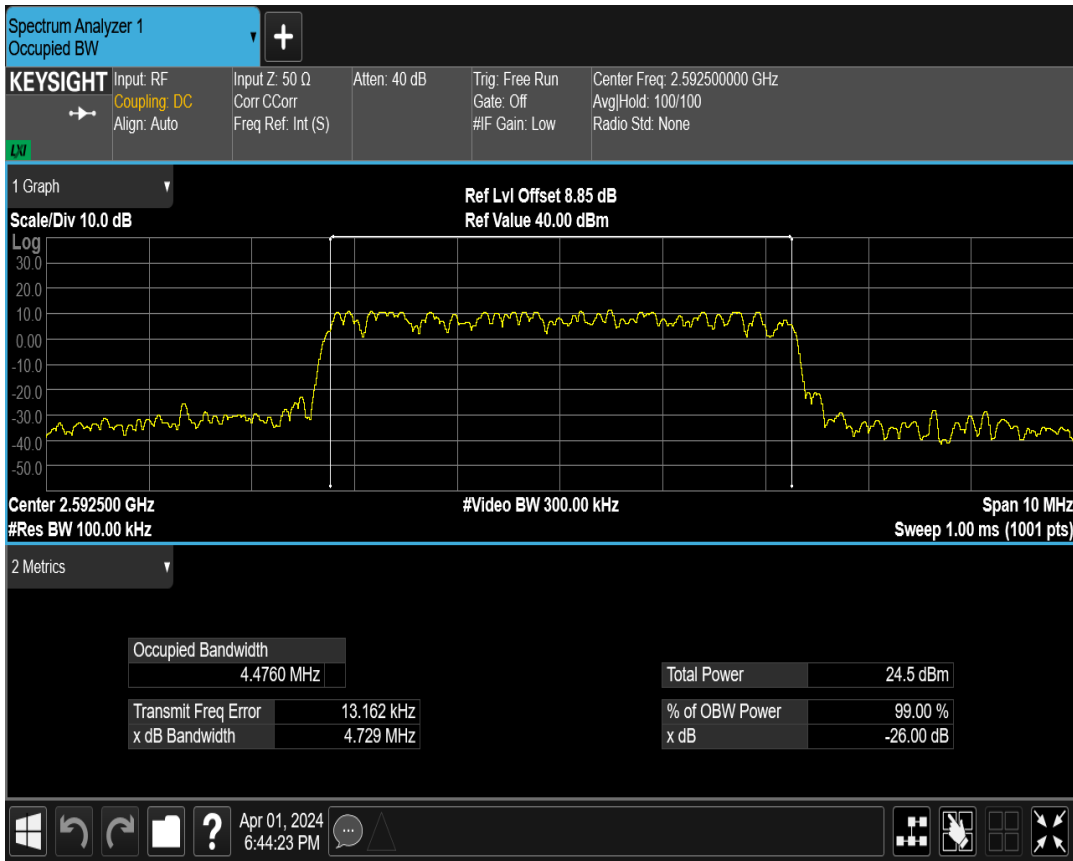 Spectrum Analyzer 1
Occupied BW
+
KEYSIGHT
LXI
Input: RF
Coupling: DC
Align: Auto
Input Z: 50 Ω
Corr CCorr
Freq Ref: Int (S)
Atten: 40 dB
Trig: Free Run
Gate: Off
#IF Gain: Low
Center Freq: 2.592500000 GHz
Avg|Hold: 100/100
Radio Std: None
1 Graph
Scale/Div 10.0 dB
Ref Lvl Offset 8.85 dB
Ref Value 40.00 dBm
Log
30.0
20.0
10.0
0.00
-10.0
-20.0
-30.0
-40.0
-50.0
Center 2.592500 GHz
#Video BW 300.00 kHz
Span 10 MHz
#Res BW 100.00 kHz
Sweep 1.00 ms (1001 pts)
2 Metrics
Occupied Bandwidth
4.4760 MHz
Total Power 24.5 dBm
Transmit Freq Error 13.162 kHz
% of OBW Power 99.00 %
x dB Bandwidth 4.729 MHz
x dB -26.00 dB
?
Apr 01, 2024
6:44:23 PM